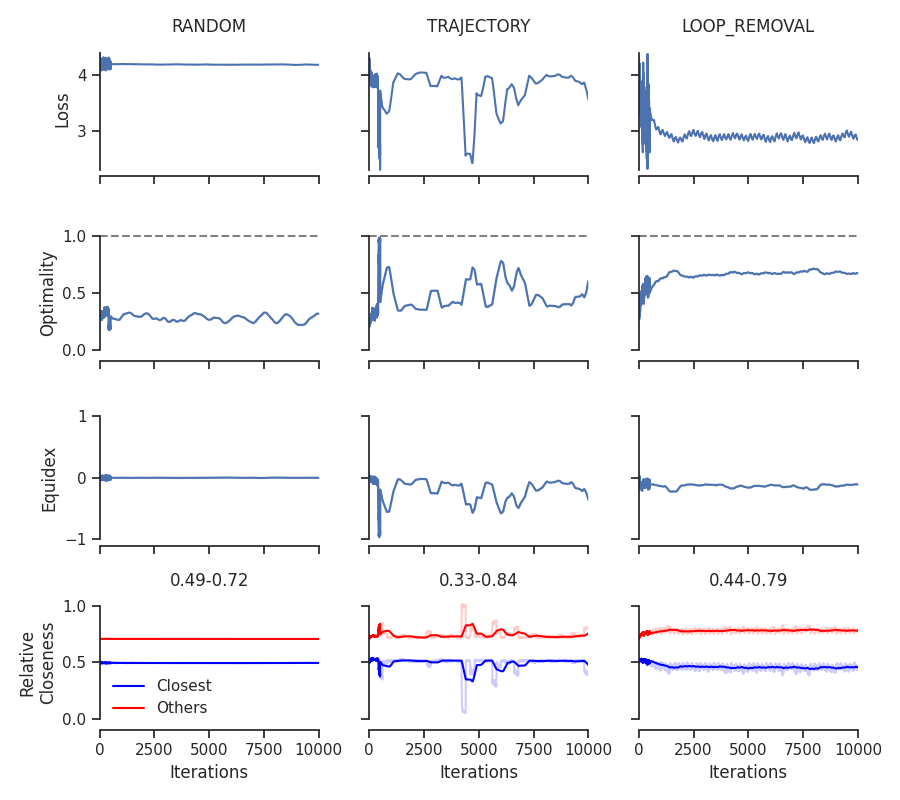 RANDOM TRAJECTORY LOOP_REMOVAL
4
3
Loss
1.0
0.5
0.0
Optimality
1
0
−1
Equidex
0.49-0.72 0.33-0.84 0.44-0.79
1.0
0.5
0.0
Relative
Closeness
Closest
Others
0 2500 5000 7500 10000 0 2500 5000 7500 10000 0 2500 5000 7500 10000
Iterations Iterations Iterations